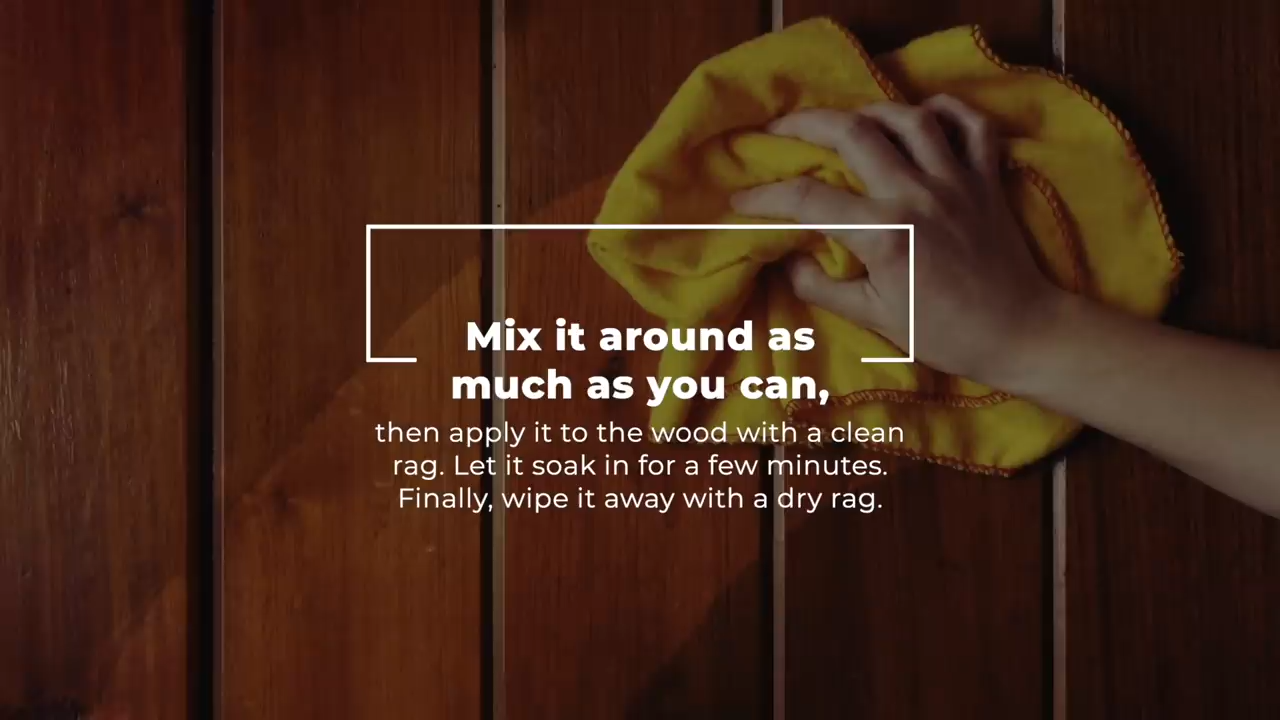 Mix it around as
much as you can,
then apply it to the wood with a clean
rag. Let it soak in for a few minutes.
Finally, wipe it away with a dry rag.